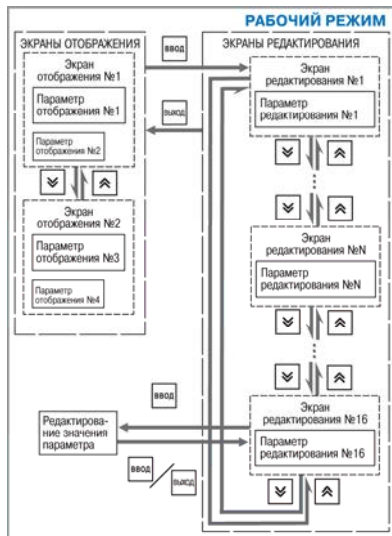 РАБОЧИЙ РЕЖИМ
ЭКРАНЫ ОТОБРАЖЕНИЯ
Экран
отображения №1
Параметр
отображения №1
Параметр
отображения №2
Экран
отображения №2
Параметр
отображения №3
Параметр
отображения №4
ВВОД
ВЫХОД
ЭКРАНЫ РЕДАКТИРОВАНИЯ
Экран
редактирования №1
Параметр
редактирования №1
Экран
редактирования №N
Параметр
редактирования №N
Экран
редактирования №16
Параметр
редактирования №16
ВВОД
Редактирова-
ние значения
параметра
ВВОД
ВЫХОД